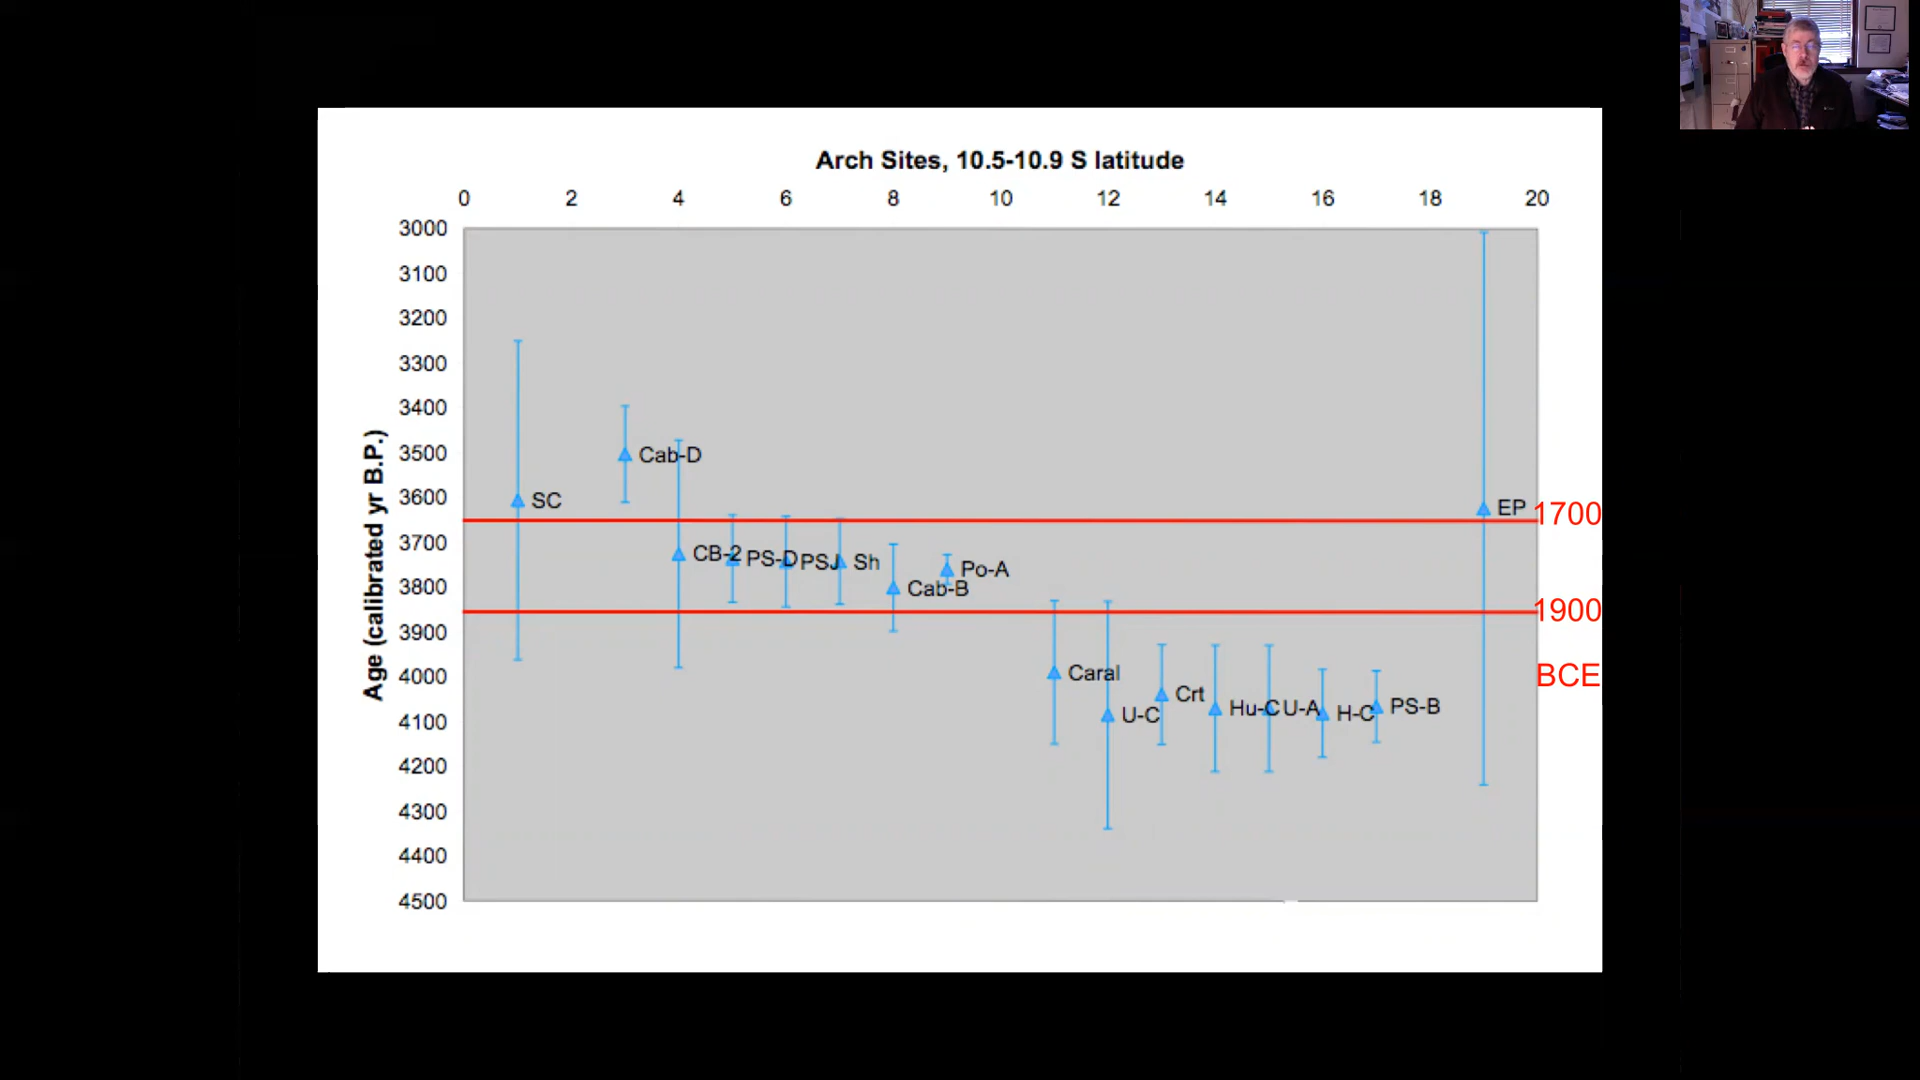 Arch Sites, 10.5-10.9 S latitude
0 2 4 6 8 10 12 14 16 18 20
Age (calibrated yr B.P.)
3000
3100
3200
3300
3400
3500
3600
3700
3800
3900
4000
4100
4200
4300
4400
4500
Cab-D
SC
EP
1700
CB-2
PS-D
PSJ
Sh
Po-A
Cab-B
1900
BCE
Caral
Crt
U-C
Hu-C
U-A
H-C
PS-B